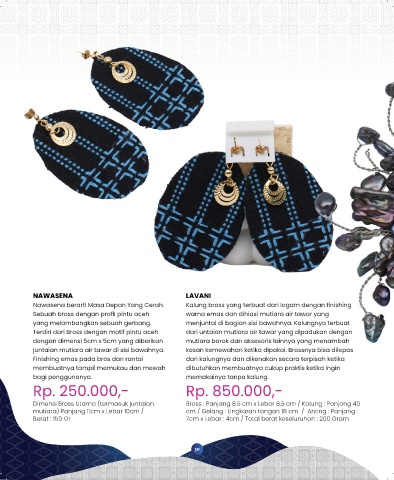 NAWASENA
Nawasena berarti Masa Depan Yang Cerah.
Sebuah bross dengan profil pintu aceh
yang melambangkan sebuah gerbang.
Terdiri dari Bross dengan motif pintu aceh
dengan dimensi 5cm x 5cm yang diberikan
juntaian mutiara air tawar di sisi bawahnya.
Finishing emas pada bros dan rantai
membuatnya tampil memukau dan mewah
bagi penggunanya.
Rp. 250.000,-
Dimensi Bross Utama (termasuk juntaian
mutiara) Panjang 11cm x Lebar 10cm /
Berat : 150 Gr
LAVANI
Kalung bross yang terbuat dari logam dengan finishing
warna emas dan dihiasi mutiara air tawar yang
menjuntai di bagian sisi bawahnya. Kalungnya terbuat
dari untaian mutiara air tawar yang dipadukan dengan
mutiara barok dan aksesoris lainnya yang menambah
kesan kemewahan ketika dipakai. Brossnya bisa dilepas
dari kalungnya dan dikenakan secara terpisah ketika
dibutuhkan membuatnya cukup praktis ketika ingin
memakainya tanpa kalung.
Rp. 850.000,-
Bross : Panjang 8.5 cm x Lebar 8,5 cm / Kalung : Panjang 40
cm / Gelang : Lingkaran tangan 18 cm / Anting : Panjang :
7cm x Lebar : 4cm / Total berat keseluruhan : 200 Gram